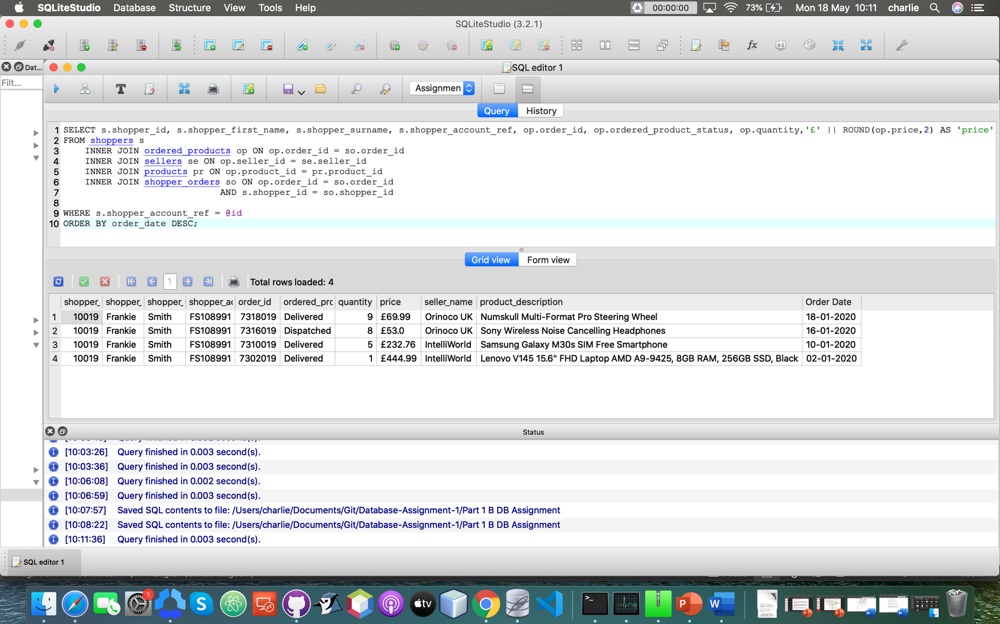 SQLiteStudio Database Structure View Tools Help 00:00:00 73% Mon 18 May 10:11 charlie
SQLiteStudio (3.2.1)
fx a-z
Dat... SQL editor 1
Filt...
T Assignmen
Query History
1 SELECT s.shopper_id, s.shopper_first_name, s.shopper_surname, s.shopper_account_ref, op.order_id, op.ordered_product_status, op.quantity,'£' || ROUND(op.price,2) AS 'price'
2 FROM shoppers s
3 INNER JOIN ordered_products op ON op.order_id = so.order_id
4 INNER JOIN sellers se ON op.seller_id = se.seller_id
5 INNER JOIN products pr ON op.product_id = pr.product_id
6 INNER JOIN shopper_orders so ON op.order_id = so.order_id
7 AND s.shopper_id = so.shopper_id
8
9 WHERE s.shopper_account_ref = @id
10 ORDER BY order_date DESC;
Grid view Form view
1 Total rows loaded: 4
shopper_ shopper_ shopper_ shopper_ac order_id ordered_prc quantity price seller_name product_description Order Date
1 10019 Frankie Smith FS108991 7318019 Delivered 9 £69.99 Orinoco UK Numskull Multi-Format Pro Steering Wheel 18-01-2020
2 10019 Frankie Smith FS108991 7316019 Dispatched 8 £53.0 Orinoco UK Sony Wireless Noise Cancelling Headphones 16-01-2020
3 10019 Frankie Smith FS108991 7310019 Delivered 5 £232.76 IntelliWorld Samsung Galaxy M30s SIM Free Smartphone 10-01-2020
4 10019 Frankie Smith FS108991 7302019 Delivered 1 £444.99 IntelliWorld Lenovo V145 15.6" FHD Laptop AMD A9-9425, 8GB RAM, 256GB SSD, Black 02-01-2020
Status
[10:03:26] Query finished in 0.003 second(s).
[10:03:36] Query finished in 0.003 second(s).
[10:06:08] Query finished in 0.002 second(s).
[10:06:59] Query finished in 0.003 second(s).
[10:07:57] Saved SQL contents to file: /Users/charlie/Documents/Git/Database-Assignment-1/Part 1 B DB Assignment
[10:08:22] Saved SQL contents to file: /Users/charlie/Documents/Git/Database-Assignment-1/Part 1 B DB Assignment
[10:11:36] Query finished in 0.003 second(s).
SQL editor 1
1 S tv >_ P W DOCX